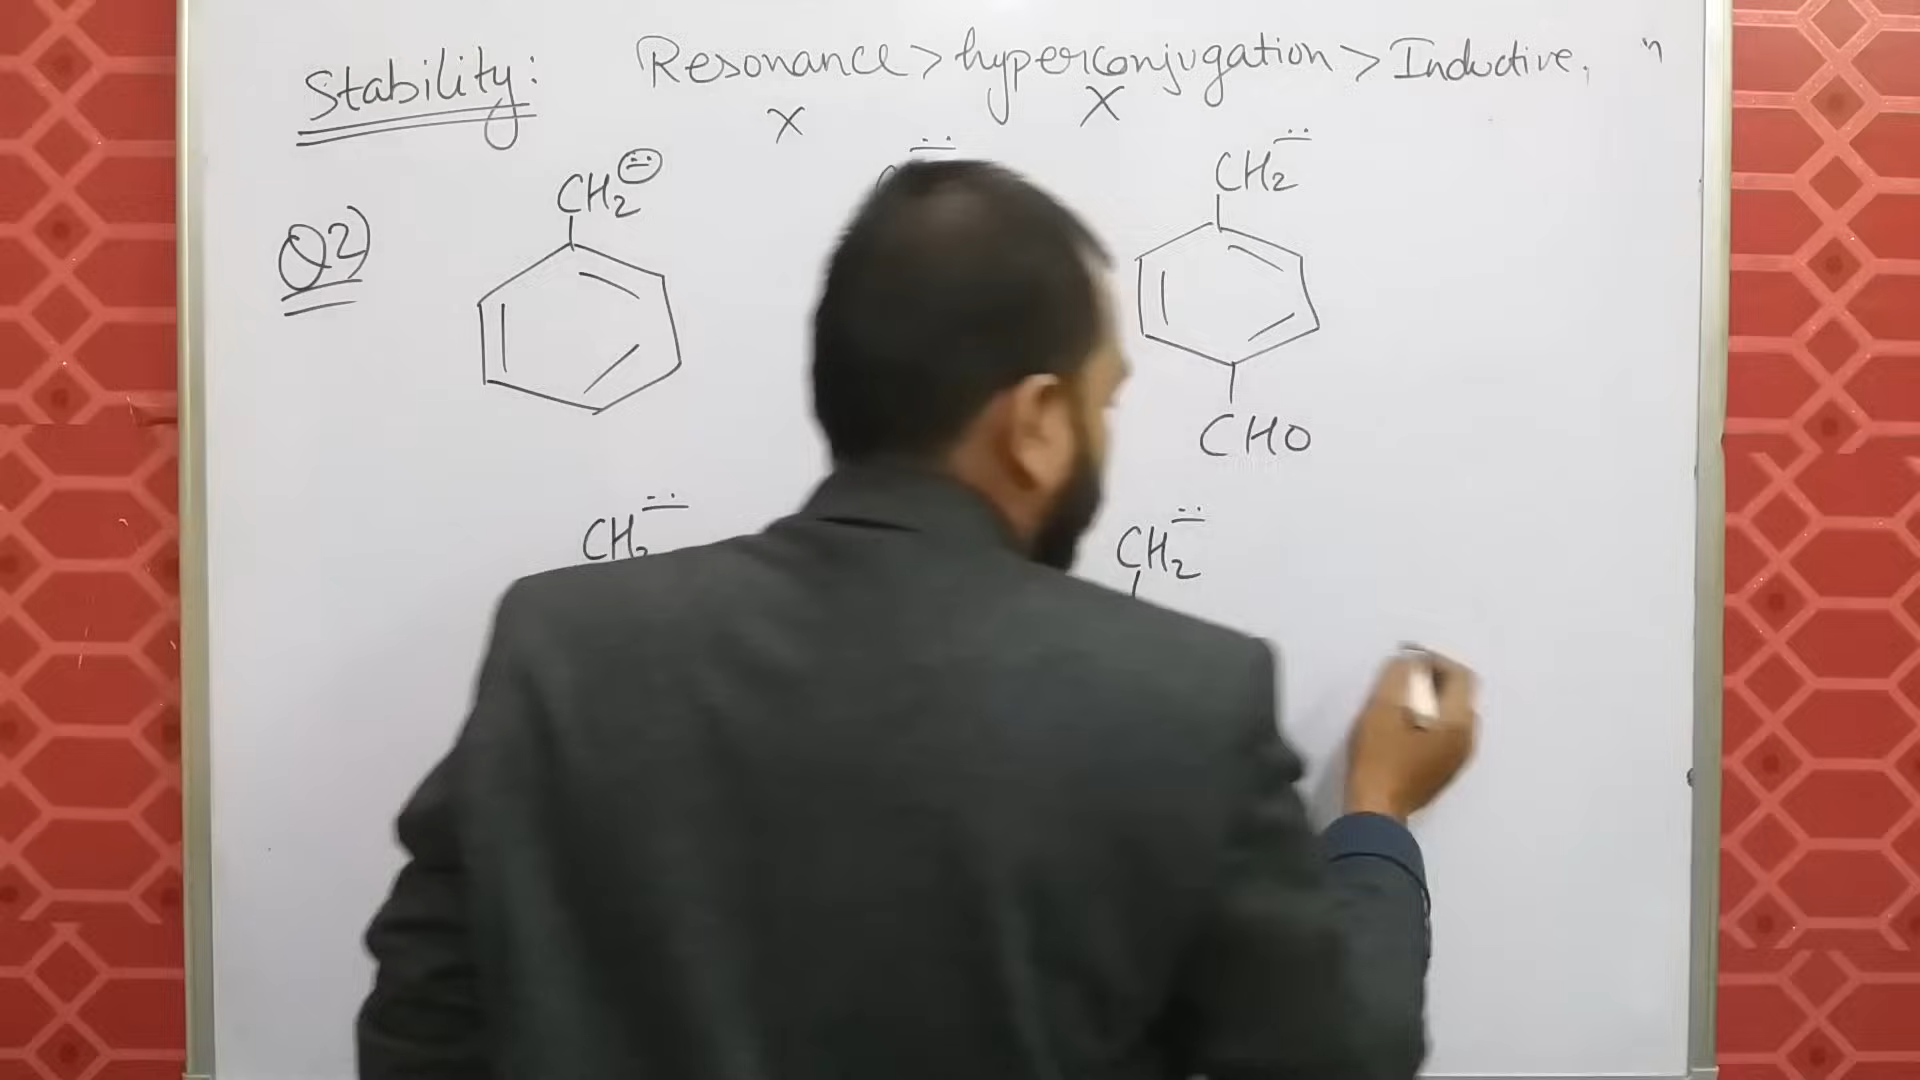 Stability: Resonance > hyperconjugation > Inductive. "
X X
Q2) CH2⊖ CH2¯
CHO
CH2¯ CH2¯